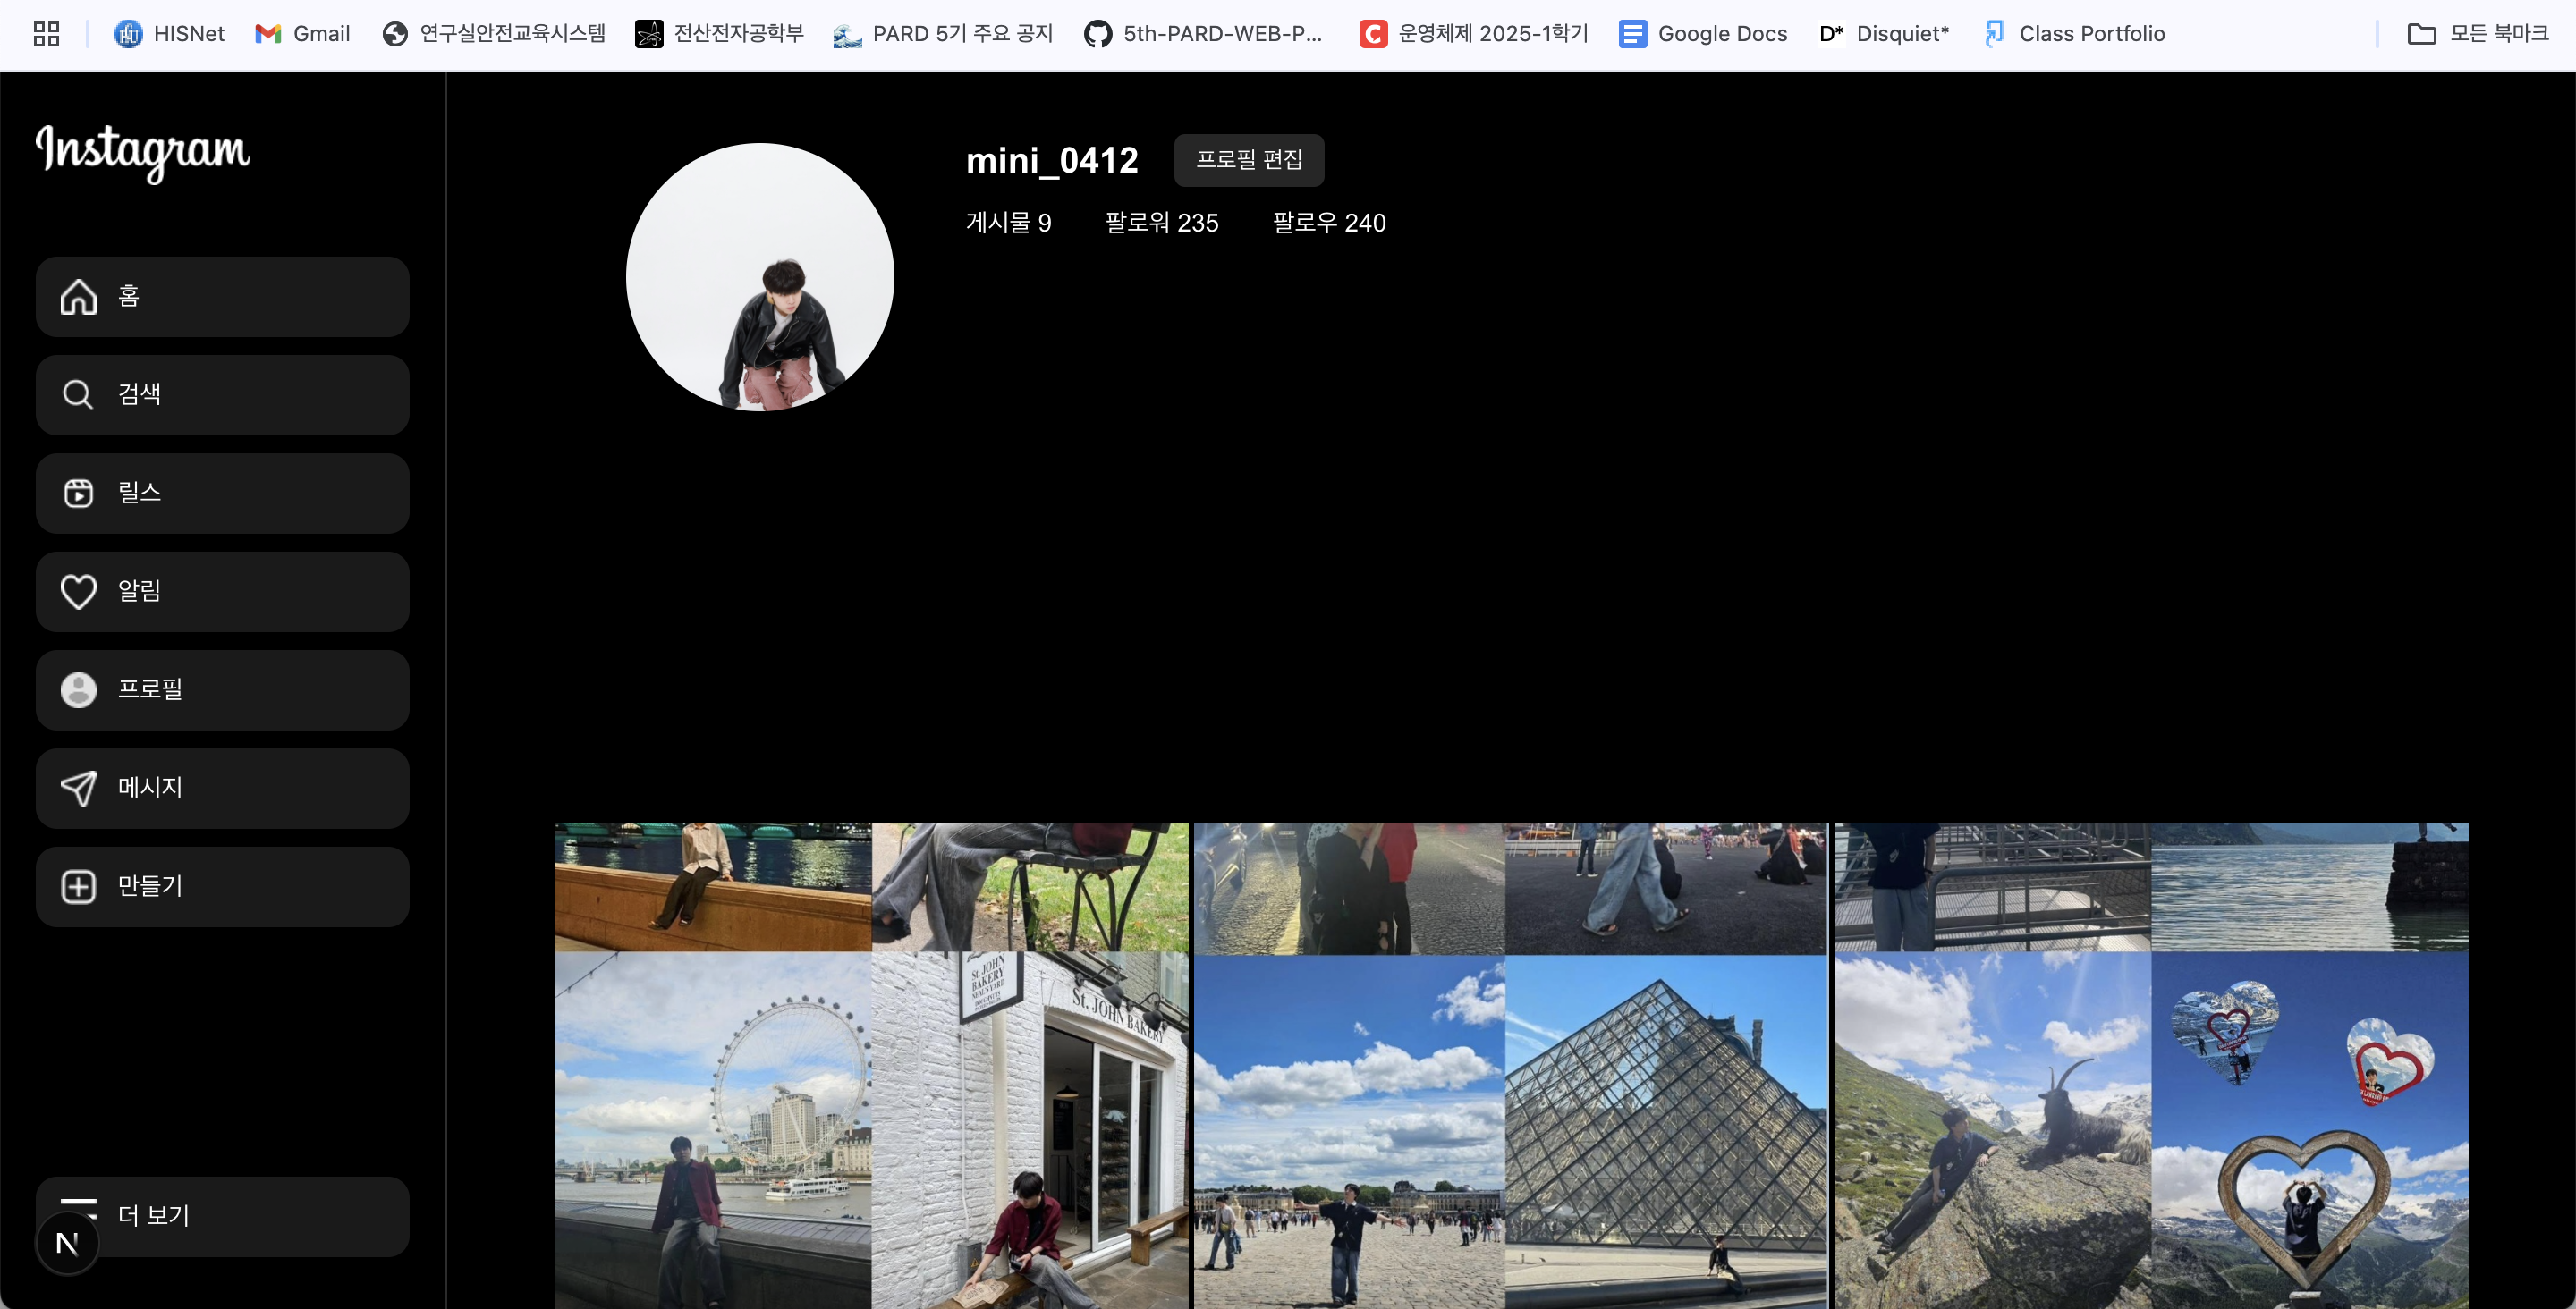 HISNet
Gmail
연구실안전교육시스템
전산전자공학부
PARD 5기 주요 공지
5th-PARD-WEB-P...
운영체제 2025-1학기
Google Docs
D* Disquiet*
Class Portfolio
모든 북마크
Instagram
mini_0412
프로필 편집
게시물 9
팔로워 235
팔로우 240
홈
검색
릴스
알림
프로필
메시지
만들기
더 보기
N
ST. JOHN
BAKERY
NEAL'S YARD
St. JOHN BAKERY